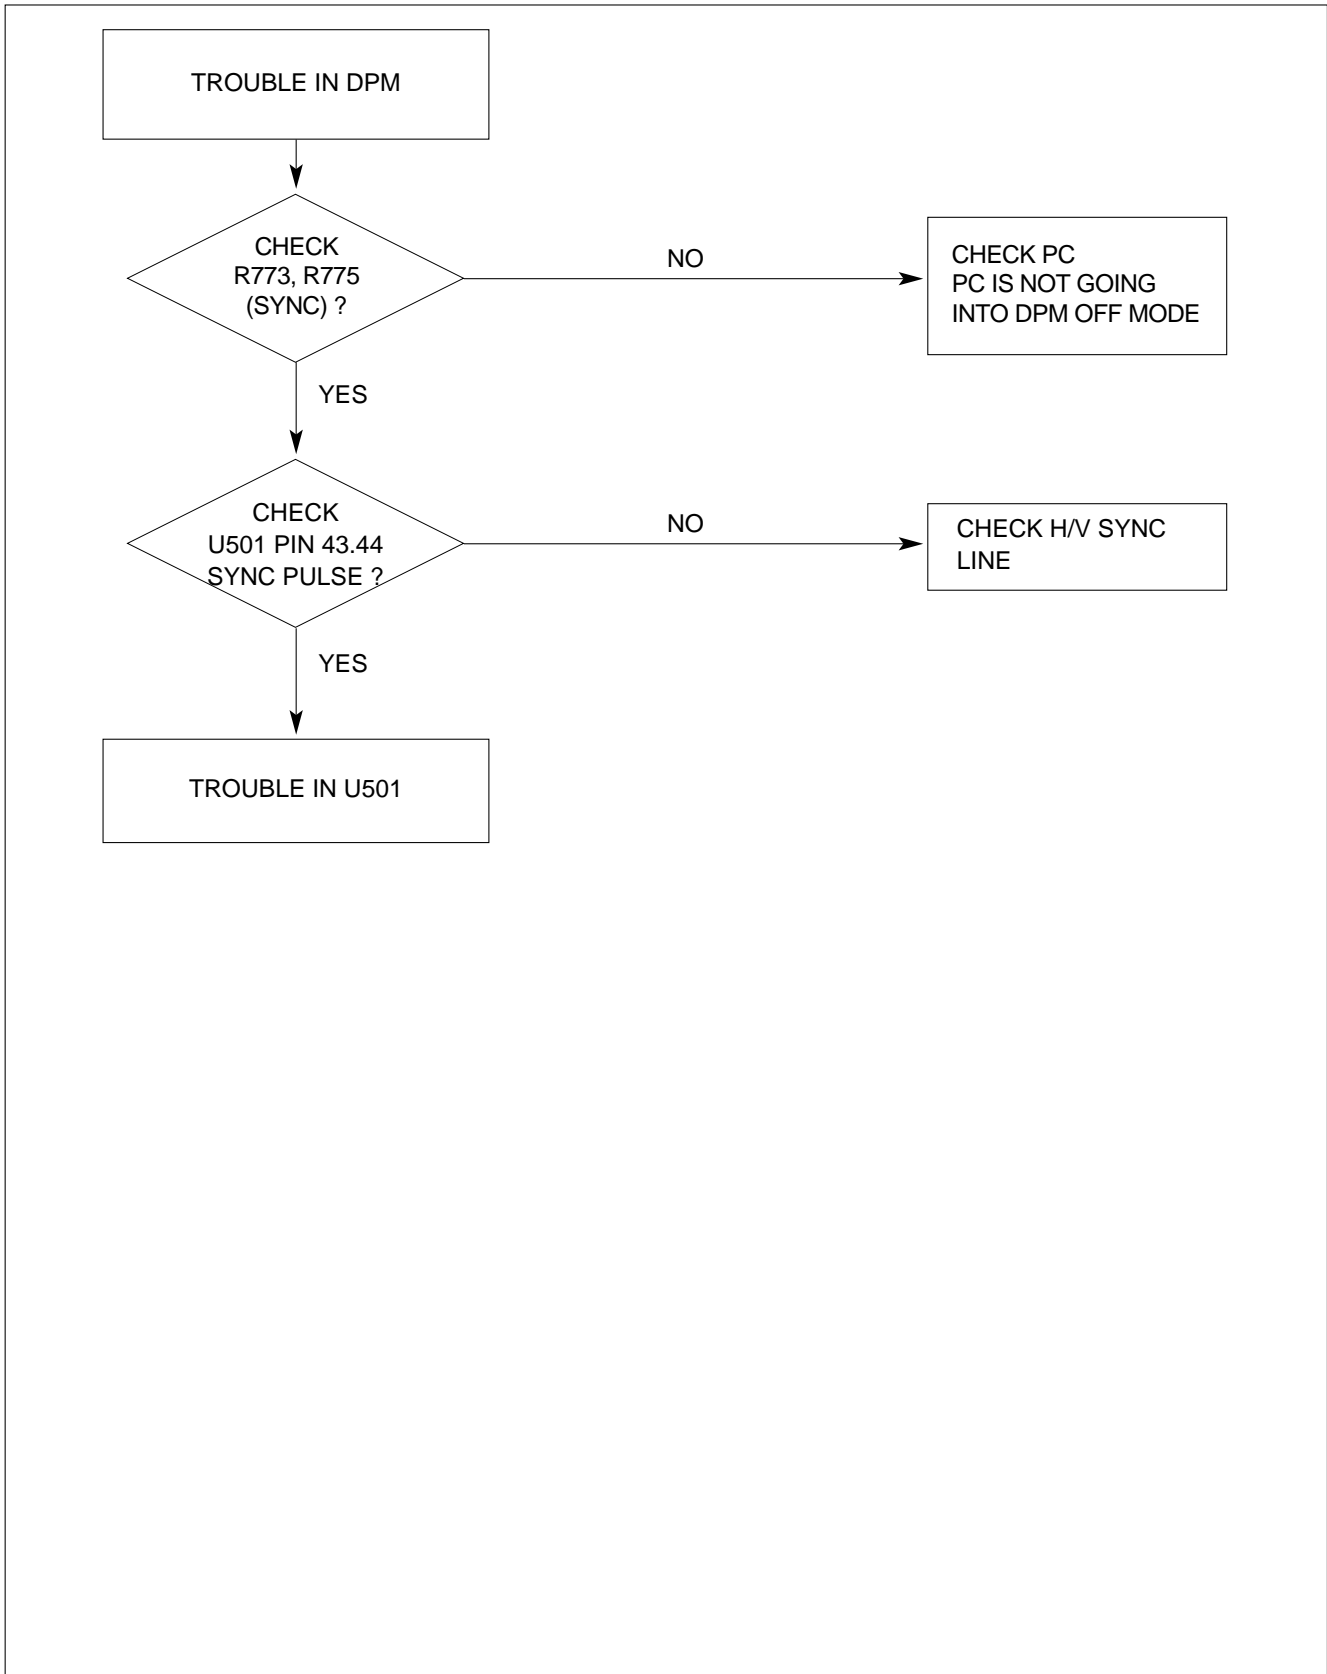 TROUBLE IN DPM
CHECK
R773, R775
(SYNC) ?
NO
CHECK PC
PC IS NOT GOING
INTO DPM OFF MODE
YES
CHECK
U501 PIN 43.44
SYNC PULSE ?
NO
CHECK H/V SYNC
LINE
YES
TROUBLE IN U501